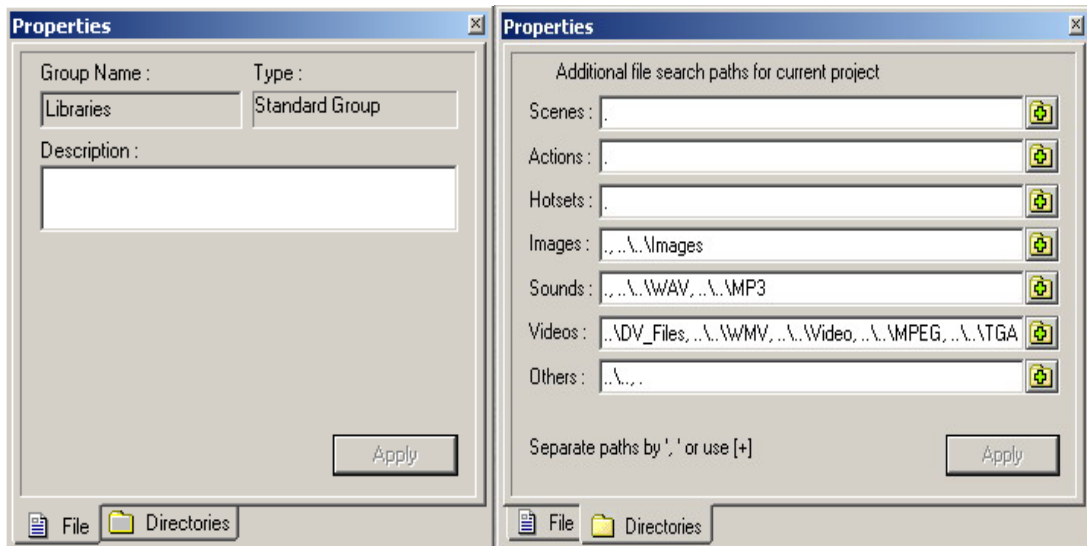 Properties
Group Name :
Type :
Libraries
Standard Group
Description :
Apply
File
Directories
Properties
Additional file search paths for current project
Scenes : .
Actions : .
Hotsets : .
Images : ., ..\..\Images
Sounds : ., ..\..\WAV, ..\..\MP3
Videos : ..\DV_Files, ..\..\WMV, ..\..\Video, ..\..\MPEG, ..\..\TGA
Others : ..\.., .
Separate paths by ', ' or use [+]
Apply
File
Directories